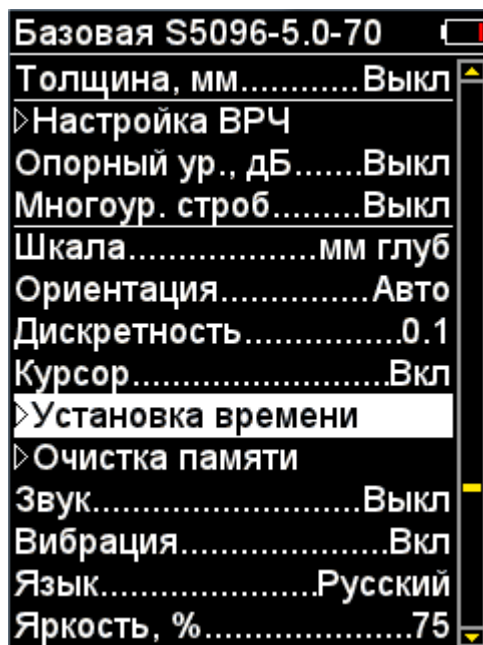 Базовая S5096-5.0-70
Толщина, мм............Выкл
Настройка ВРЧ
Опорный ур., дБ.......Выкл
Многоур. строб.........Выкл
Шкала...................мм глуб
Ориентация...............Авто
Дискретность...............0.1
Курсор..........................Вкл
Установка времени
Очистка памяти
Звук...........................Выкл
Вибрация.....................Вкл
Язык.....................Русский
Яркость, %.....................75